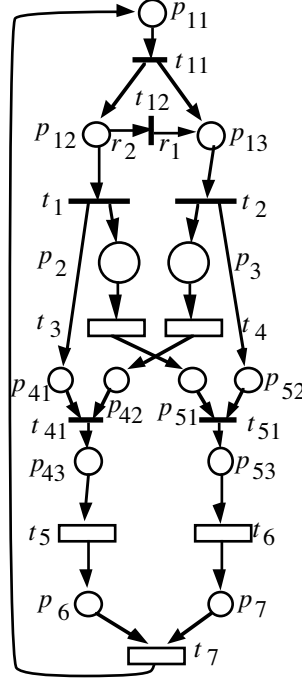 p11
t11
t12
p12 r2 r1 p13
t1 t2
p2 p3
t3 t4
p41 p42 p51 p52
t41 t51
p43 p53
t5 t6
p6 p7
t7